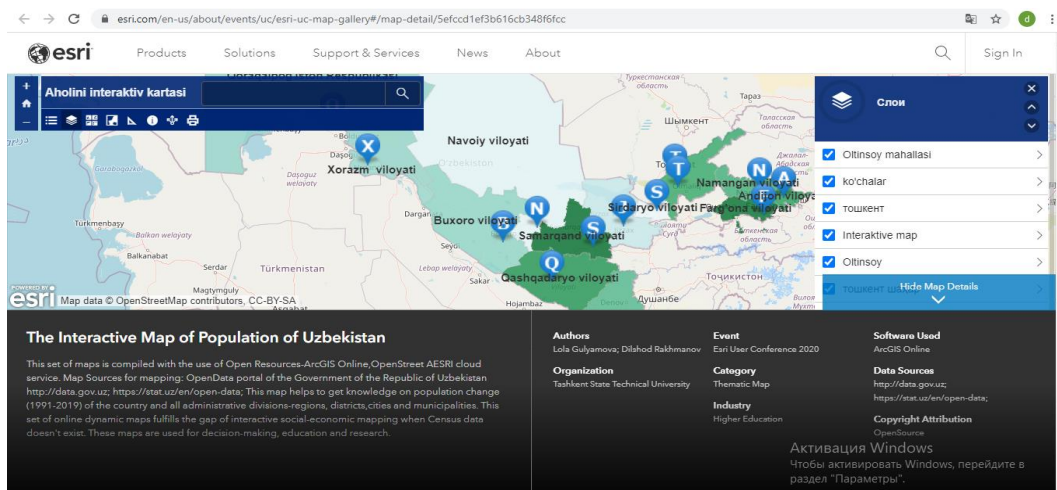 esri.com/en-us/about/events/uc/esri-uc-map-gallery#/map-detail/5efccd1ef3b616cb348f6fcc
d
esri
Products
Solutions
Support & Services
News
About
Sign In
Aholini interaktiv kartasi
Туркестанская
область
Тараз
Шымкент
Таласская
область
Navoiy viloyati
X
Xorazm viloyati
Daşoguz
welaýaty
Garabogazköl
T
N
A
Namangan viloyati
S
Sirdaryo viloyati
Farg'ona viloyati
Türkmenbaşy
Balkan welaýaty
Balkanabat
Buxoro viloyati
N
S
Samarqand viloyati
Serdar
Türkmenistan
Lebap welaýaty
Sakar
Q
Qashqadaryo viloyati
Тоҷикистон
Magtymguly
Hojambaz
Душанбе
POWERED BY
esri
Map data © OpenStreetMap contributors, CC-BY-SA
Слои
Oltinsoy mahallasi
ko'chalar
тошкент
Interaktive map
Oltinsoy
Hide Map Details
The Interactive Map of Population of Uzbekistan
This set of maps is compiled with the use of Open Resources-ArcGIS Online,OpenStreet AESRI cloud
service. Map Sources for mapping: OpenData portal of the Government of the Republic of Uzbekistan
http://data.gov.uz; https://stat.uz/en/open-data; This map helps to get knowledge on population change
(1991-2019) of the country and all administrative divisions-regions, districts,cities and municipalities. This
set of online dynamic maps fulfills the gap of interactive social-economic mapping when Census data
doesn't exist. These maps are used for decision-making, education and research.
Authors
Lola Gulyamova; Dilshod Rakhmanov
Organization
Tashkent State Technical University
Event
Esri User Conference 2020
Category
Thematic Map
Industry
Higher Education
Software Used
ArcGIS Online
Data Sources
http://data.gov.uz;
https://stat.uz/en/open-data;
Copyright Attribution
OpenSource
Активация Windows
Чтобы активировать Windows, перейдите в
раздел "Параметры".